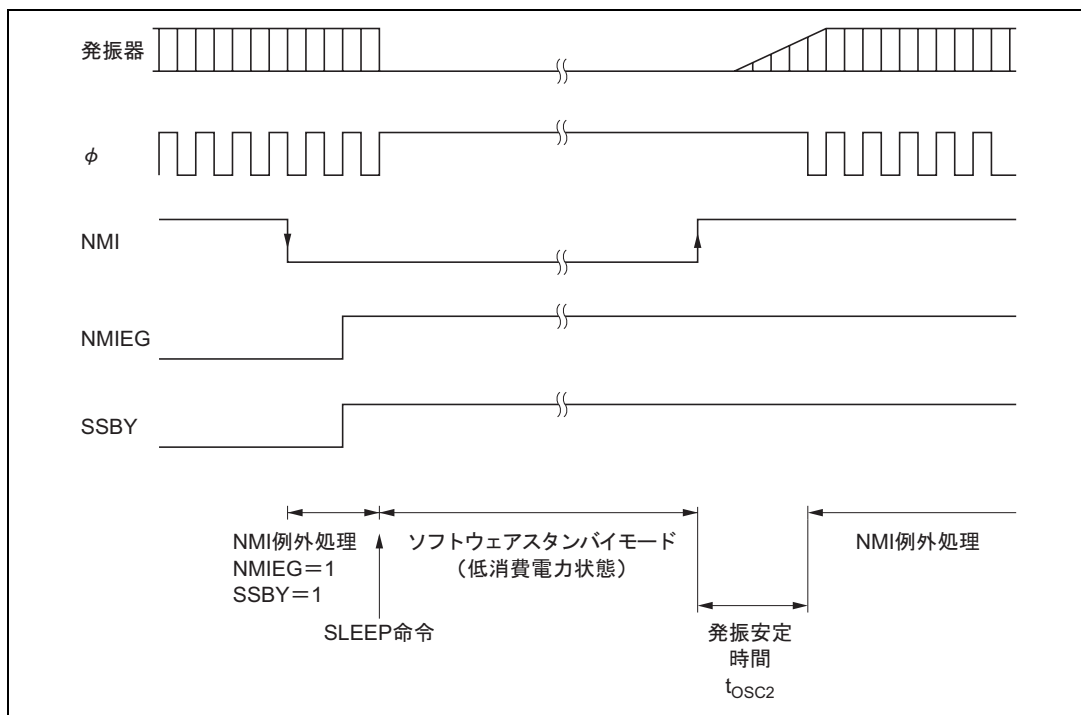 発振器
φ
NMI
NMIEG
SSBY
NMI例外処理
NMIEG＝1
SSBY＝1
SLEEP命令
ソフトウェアスタンバイモード
（低消費電力状態）
発振安定
時間
tOSC2
NMI例外処理